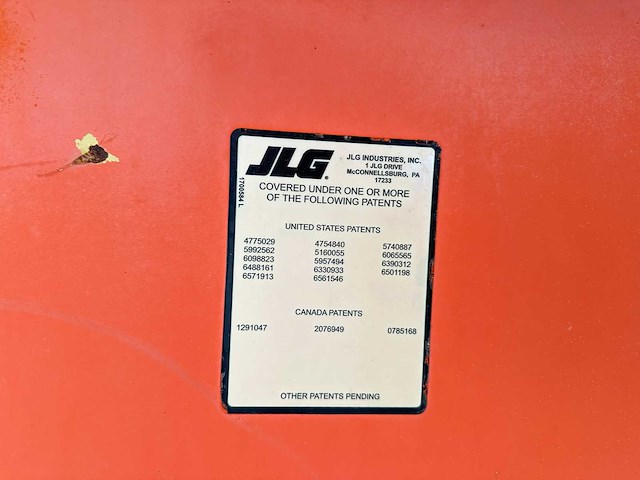 JLG®
JLG INDUSTRIES, INC.
1 JLG DRIVE
McCONNELLSBURG, PA
17233
1700584 L
COVERED UNDER ONE OR MORE
OF THE FOLLOWING PATENTS
UNITED STATES PATENTS
4775029 4754840 5740887
5992562 5160055 6065565
6098823 5957494 6390312
6488161 6330933 6501198
6571913 6561546
CANADA PATENTS
1291047 2076949 0785168
OTHER PATENTS PENDING